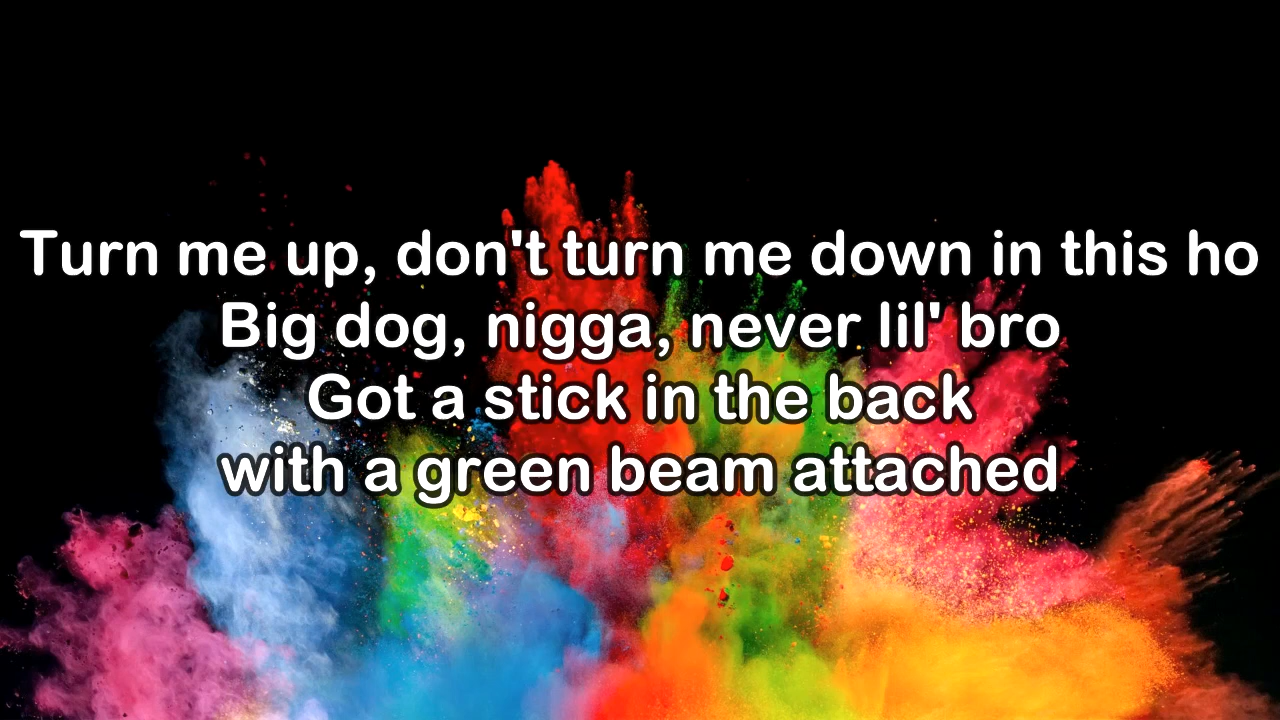 Turn me up, don't turn me down in this ho
Big dog, nigga, never lil' bro
Got a stick in the back
with a green beam attached